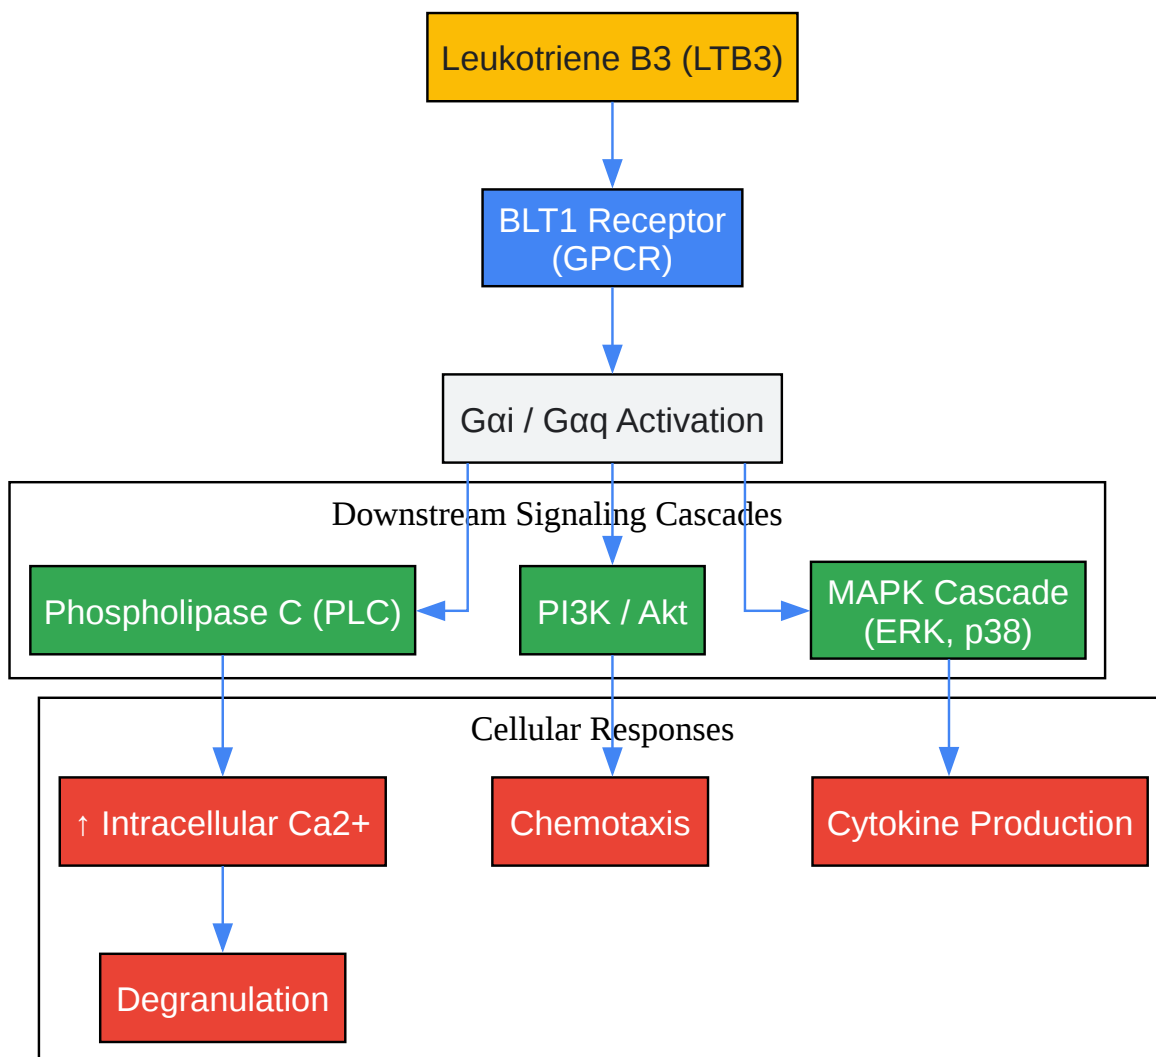 Leukotriene B3 (LTB3)
BLT1 Receptor
(GPCR)
Gαi / Gαq Activation
Downstream Signaling Cascades
Phospholipase C (PLC)
PI3K / Akt
MAPK Cascade
(ERK, p38)
Cellular Responses
↑ Intracellular Ca2+
Chemotaxis
Cytokine Production
Degranulation